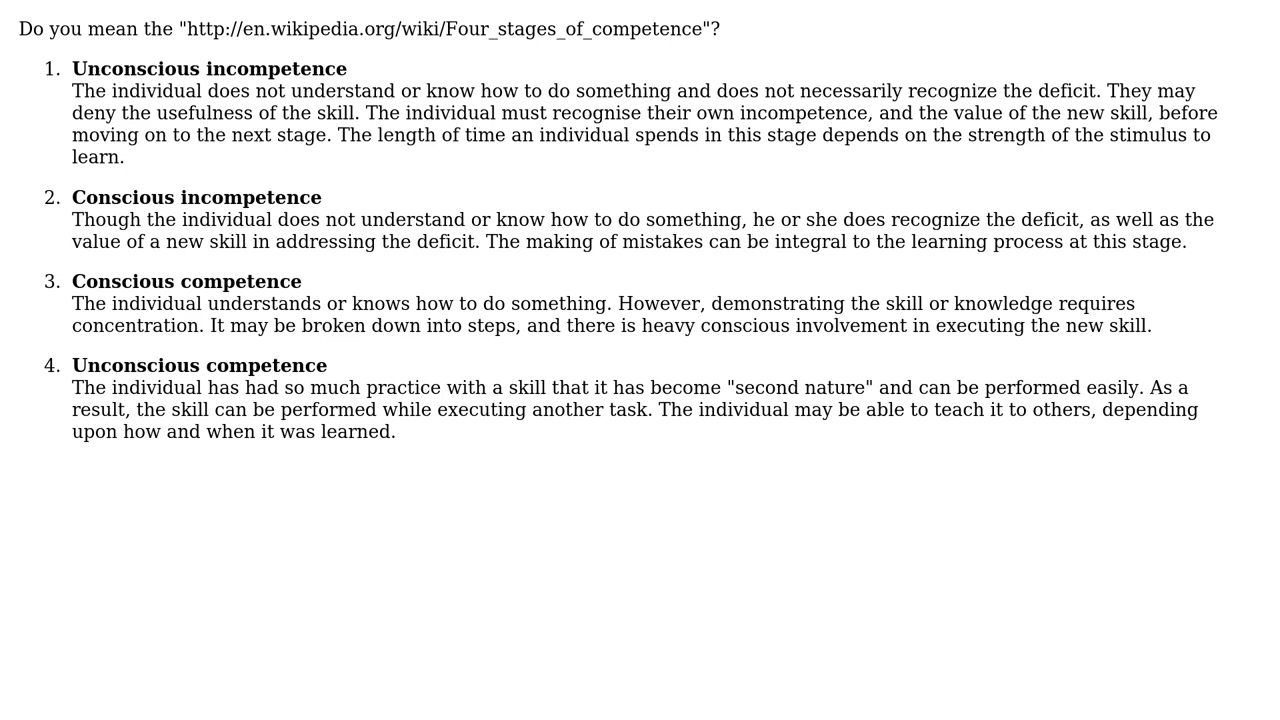 Do you mean the "http://en.wikipedia.org/wiki/Four_stages_of_competence"?
1. Unconscious incompetence
The individual does not understand or know how to do something and does not necessarily recognize the deficit. They may
deny the usefulness of the skill. The individual must recognise their own incompetence, and the value of the new skill, before
moving on to the next stage. The length of time an individual spends in this stage depends on the strength of the stimulus to
learn.
2. Conscious incompetence
Though the individual does not understand or know how to do something, he or she does recognize the deficit, as well as the
value of a new skill in addressing the deficit. The making of mistakes can be integral to the learning process at this stage.
3. Conscious competence
The individual understands or knows how to do something. However, demonstrating the skill or knowledge requires
concentration. It may be broken down into steps, and there is heavy conscious involvement in executing the new skill.
4. Unconscious competence
The individual has had so much practice with a skill that it has become "second nature" and can be performed easily. As a
result, the skill can be performed while executing another task. The individual may be able to teach it to others, depending
upon how and when it was learned.